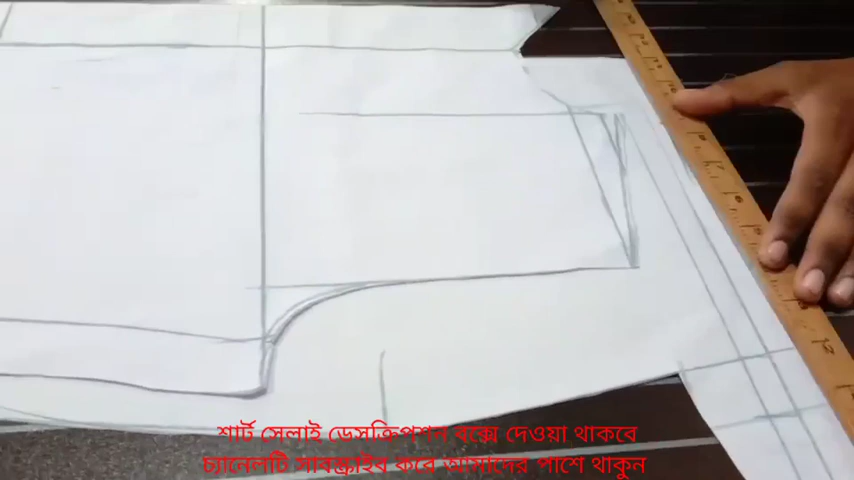 শার্ট সেলাই ডেসক্রিপশন বক্সে দেওয়া থাকবে
চ্যানেলটি সাবস্ক্রাইব করে আমাদের পাশে থাকুন